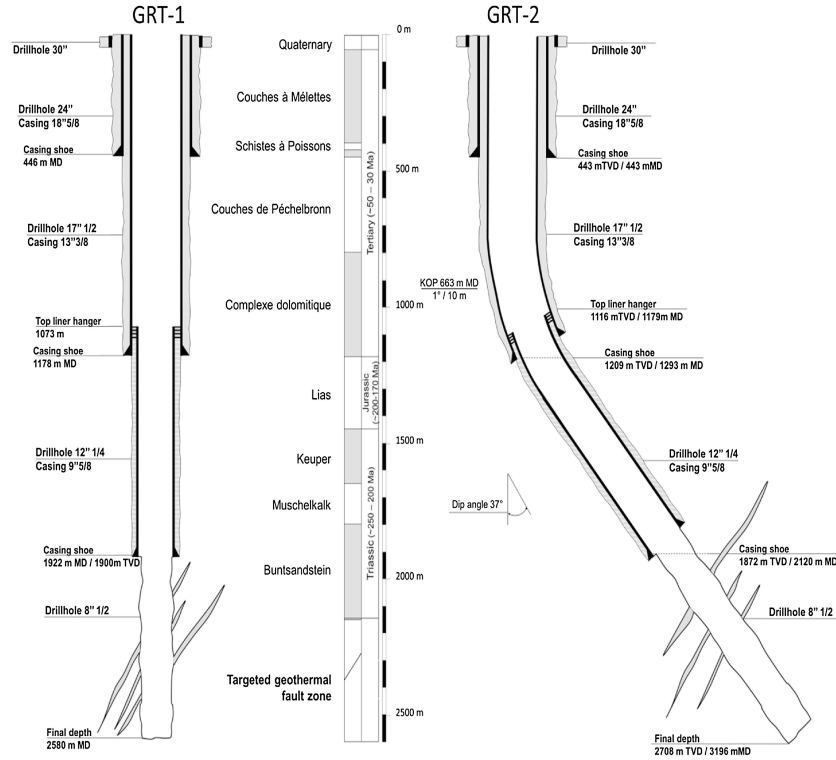 GRT-1
Drillhole 30”
Drillhole 24”
Casing 18”5/8
Casing shoe
446 m MD
Drillhole 17” 1/2
Casing 13”3/8
Top liner hanger
1073 m
Casing shoe
1178 m MD
Drillhole 12” 1/4
Casing 9”5/8
Casing shoe
1922 m MD / 1900m TVD
Drillhole 8” 1/2
Final depth
2580 m MD
Quaternary
Couches à Mélettes
Schistes à Poissons
Couches de Péchelbronn
Complexe dolomitique
Lias
Keuper
Muschelkalk
Buntsandstein
Targeted geothermal
fault zone
Tertiary (~50 – 30 Ma)
Jurassic
(~200-170 Ma)
Triassic (~250 – 200 Ma)
0 m
500 m
1000 m
1500 m
2000 m
2500 m
GRT-2
Drillhole 30”
Drillhole 24”
Casing 18”5/8
Casing shoe
443 mTVD / 443 mMD
Drillhole 17” 1/2
Casing 13”3/8
KOP 663 m MD
1° / 10 m
Top liner hanger
1116 mTVD / 1179m MD
Casing shoe
1209 m TVD / 1293 m MD
Drillhole 12” 1/4
Casing 9”5/8
Dip angle 37°
Casing shoe
1872 m TVD / 2120 m MD
Drillhole 8” 1/2
Final depth
2708 m TVD / 3196 mMD